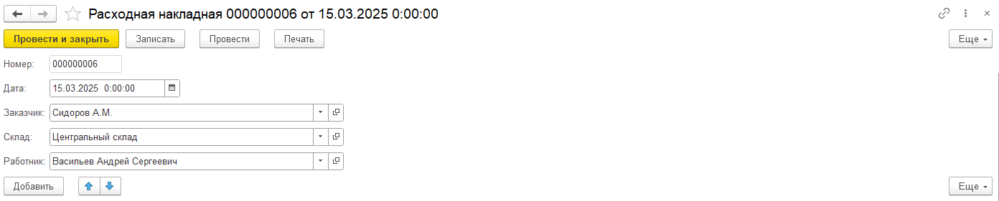 Расходная накладная 000000006 от 15.03.2025 0:00:00
Провести и закрыть Записать Провести Печать Еще
Номер: 000000006
Дата: 15.03.2025 0:00:00
Заказчик: Сидоров А.М.
Склад: Центральный склад
Работник: Васильев Андрей Сергеевич
Добавить Еще